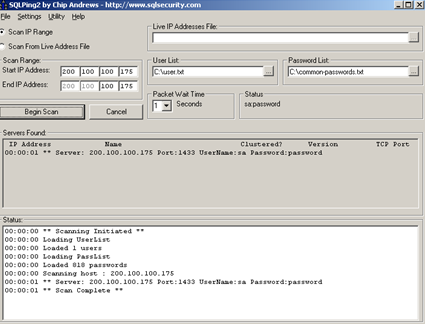 SQLPing2 by Chip Andrews - http://www.sqlsecurity.com
File Settings Utility Help
Scan IP Range
Scan From Live Address File
Live IP Addresses File:
...
Scan Range:
Start IP Address: 200 100 100 175
End IP Address: 200 100 100 175
User List:
C:\user.txt ...
Password List:
C:\common-passwords.txt ...
Begin Scan Cancel
Packet Wait Time
1 Seconds
Status
sa:password
Servers Found:
IP Address Name Clustered? Version TCP Port
00:00:01 ** Server: 200.100.100.175 Port:1433 UserName:sa Password:password
Status:
00:00:00 ** Scanning Initiated **
00:00:00 Loading UserList
00:00:00 Loaded 1 users
00:00:00 Loading PassList
00:00:00 Loaded 818 passwords
00:00:00 Scanning host : 200.100.100.175
00:00:01 ** Server: 200.100.100.175 Port:1433 UserName:sa Password:password
00:00:01 ** Scan Complete **